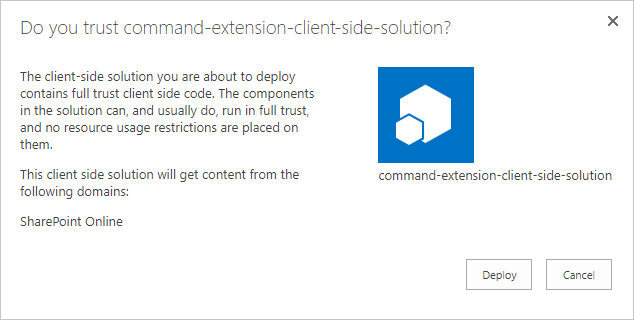 Do you trust command-extension-client-side-solution?
The client-side solution you are about to deploy
contains full trust client side code. The components
in the solution can, and usually do, run in full trust,
and no resource usage restrictions are placed on
them.
This client side solution will get content from the
following domains:
SharePoint Online
command-extension-client-side-solution
Deploy
Cancel